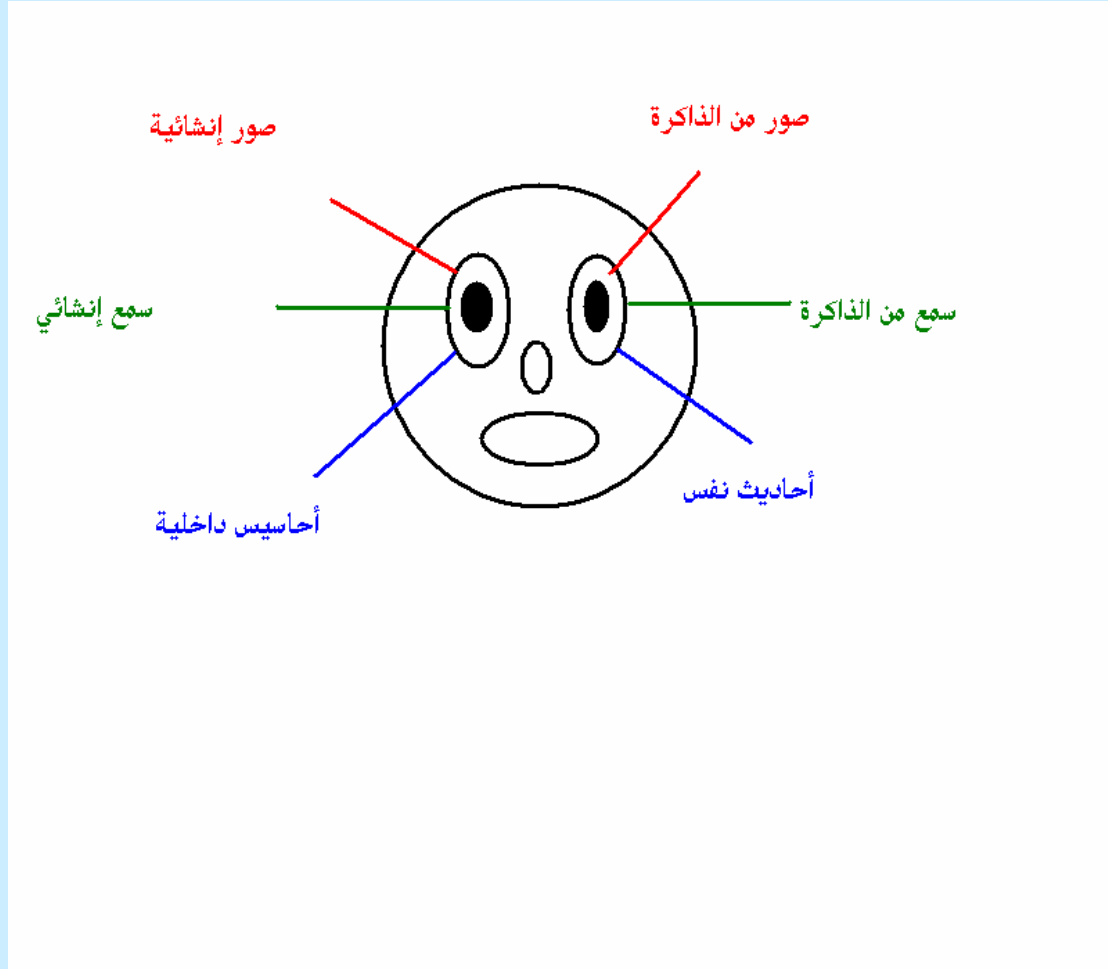 صور من الذاكرة
صور إنشائية
سمع من الذاكرة
سمع إنشائي
أحاديث نفس
أحاسيس داخلية